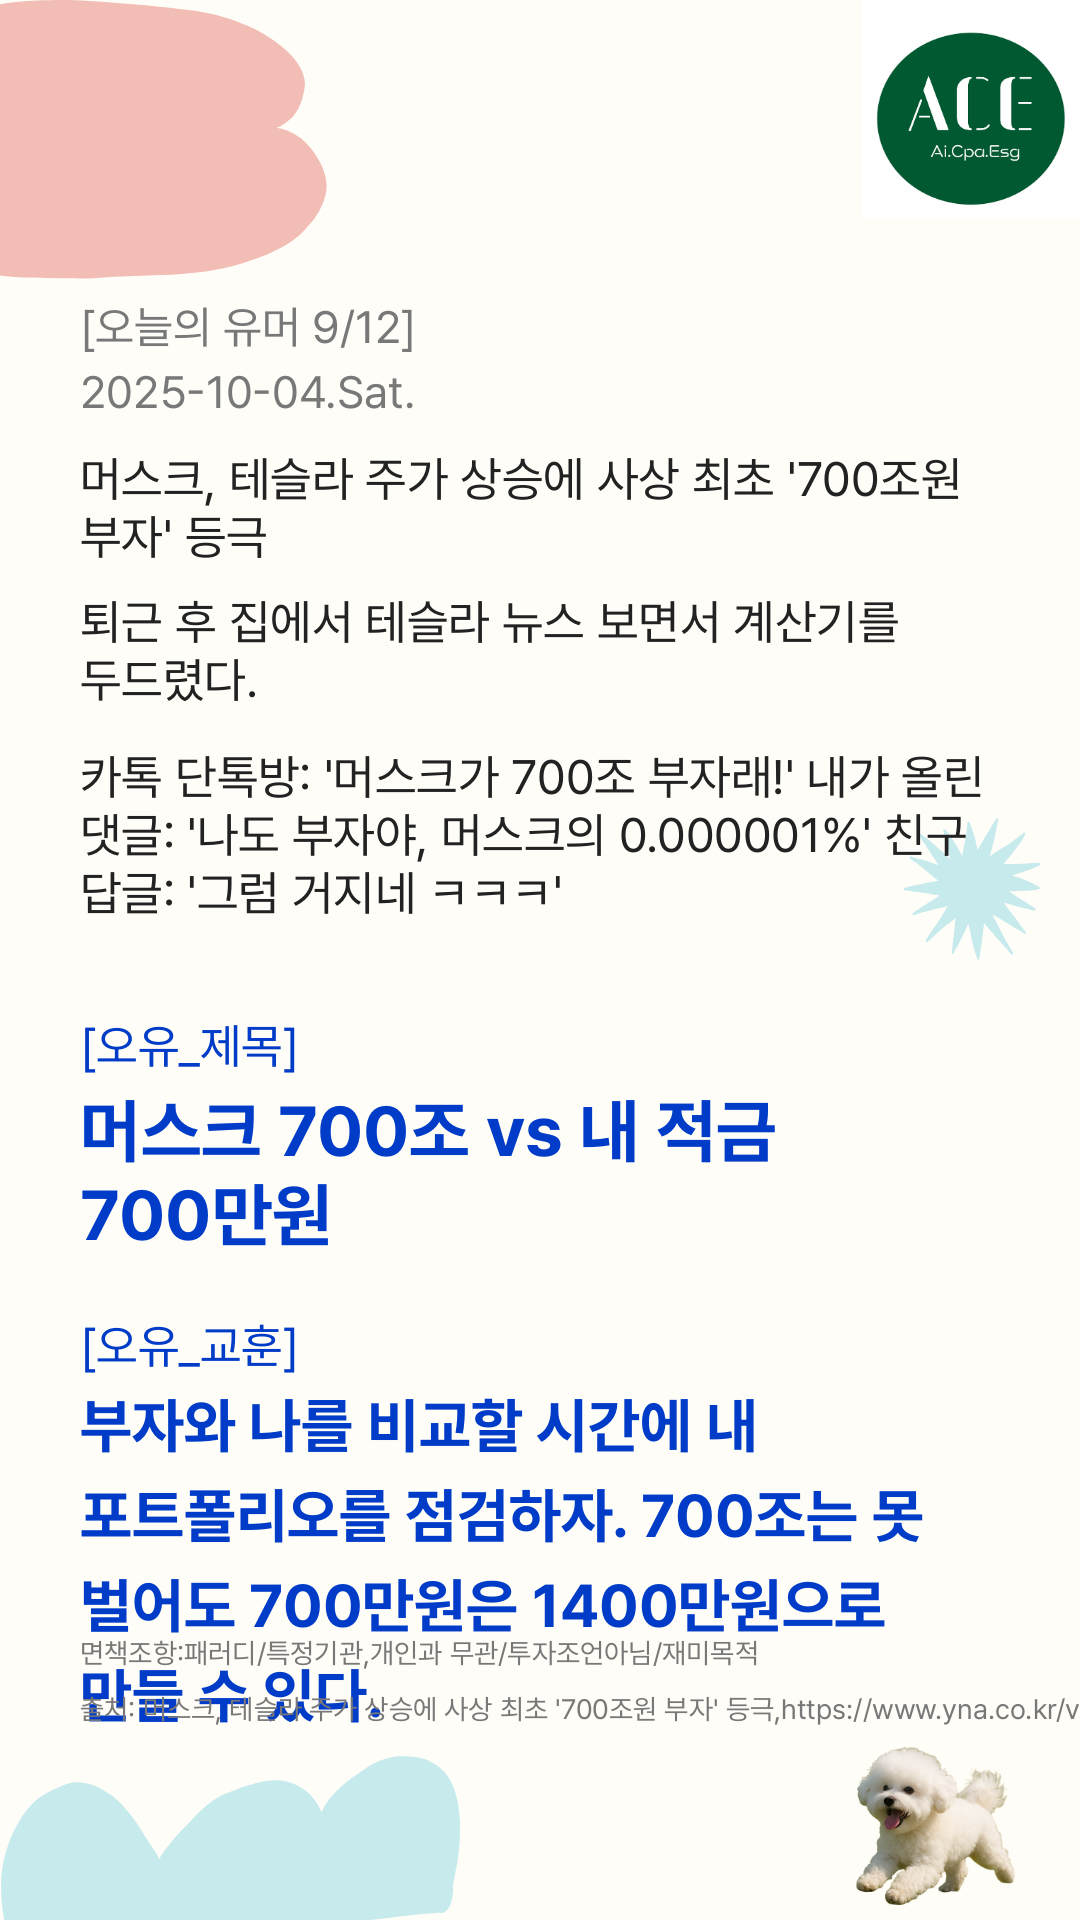 ACE
Ai.Cpa.Esg
[오늘의 유머 9/12]
2025-10-04.Sat.
머스크, 테슬라 주가 상승에 사상 최초 '700조원
부자' 등극
퇴근 후 집에서 테슬라 뉴스 보면서 계산기를
두드렸다.
카톡 단톡방: '머스크가 700조 부자래!' 내가 올린
댓글: '나도 부자야, 머스크의 0.000001%' 친구
답글: '그럼 거지네 ㅋㅋㅋ'
[오유_제목]
머스크 700조 vs 내 적금
700만원
[오유_교훈]
부자와 나를 비교할 시간에 내
포트폴리오를 점검하자. 700조는 못
벌어도 700만원은 1400만원으로
면책조항:패러디/특정기관,개인과 무관/투자조언아님/재미목적
만들 수 있다.
출처: 머스크, 테슬라 주가 상승에 사상 최초 '700조원 부자' 등극,https://www.yna.co.kr/v